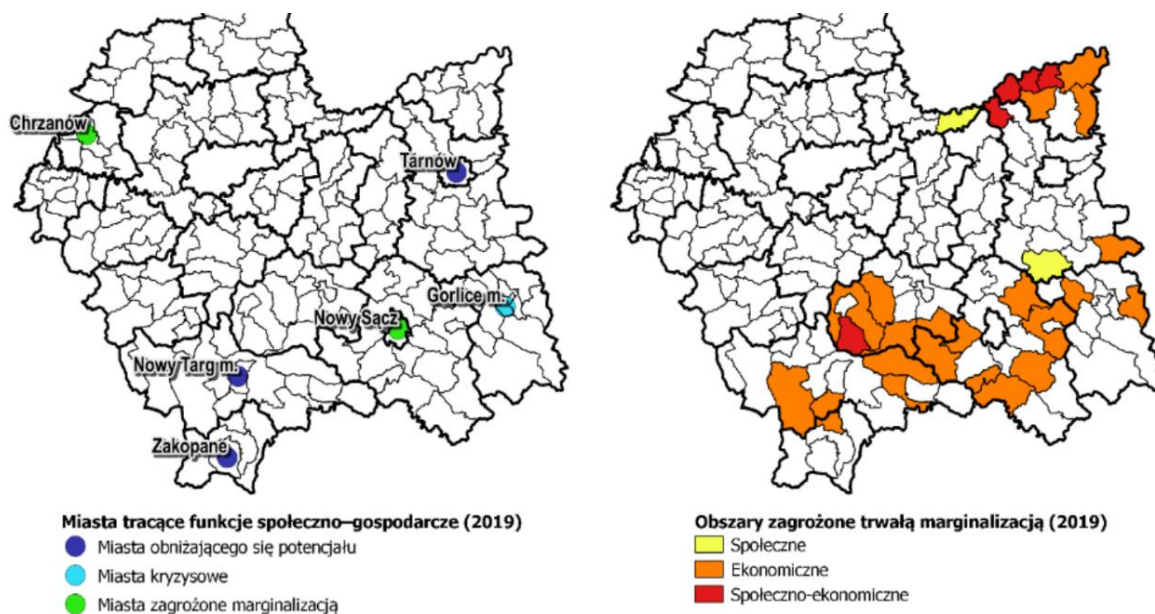 Chrzanów
Tarnów
Gorlice m.
Nowy Sącz
Nowy Targ m.
Zakopane
Miasta tracące funkcje społeczno-gospodarcze (2019)
Miasta obniżającego się potencjału
Miasta kryzysowe
Miasta zagrożone marginalizacją
Obszary zagrożone trwałą marginalizacją (2019)
Społeczne
Ekonomiczne
Społeczno-ekonomiczne